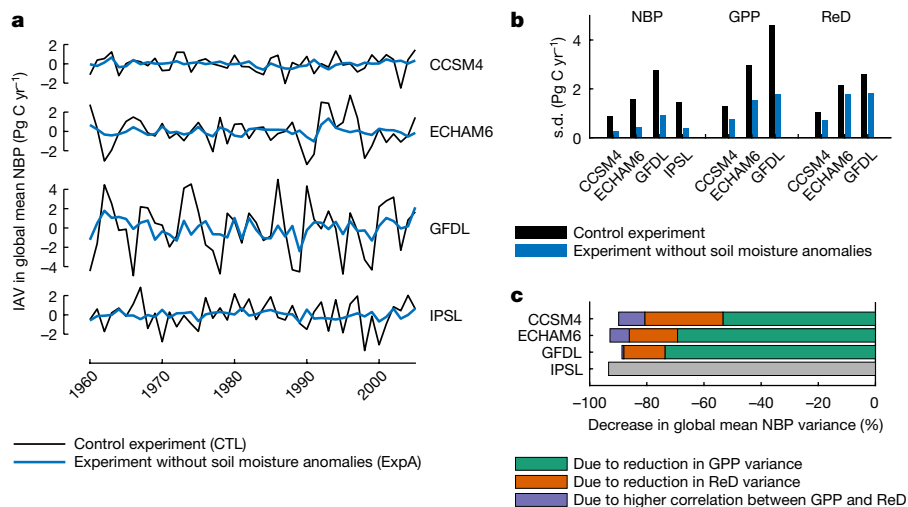 a
IAV in global mean NBP (Pg C yr⁻¹)
2
0
−2
CCSM4
2
0
−2
ECHAM6
4
2
0
−2
−4
GFDL
2
0
−2
IPSL
1960
1970
1980
1990
2000
Control experiment (CTL)
Experiment without soil moisture anomalies (ExpA)
b
NBP GPP ReD
s.d. (Pg C yr⁻¹)
4
2
0
CCSM4
ECHAM6
GFDL
IPSL
CCSM4
ECHAM6
GFDL
CCSM4
ECHAM6
GFDL
Control experiment
Experiment without soil moisture anomalies
c
CCSM4
ECHAM6
GFDL
IPSL
−100 −80 −60 −40 −20 0
Decrease in global mean NBP variance (%)
Due to reduction in GPP variance
Due to reduction in ReD variance
Due to higher correlation between GPP and ReD